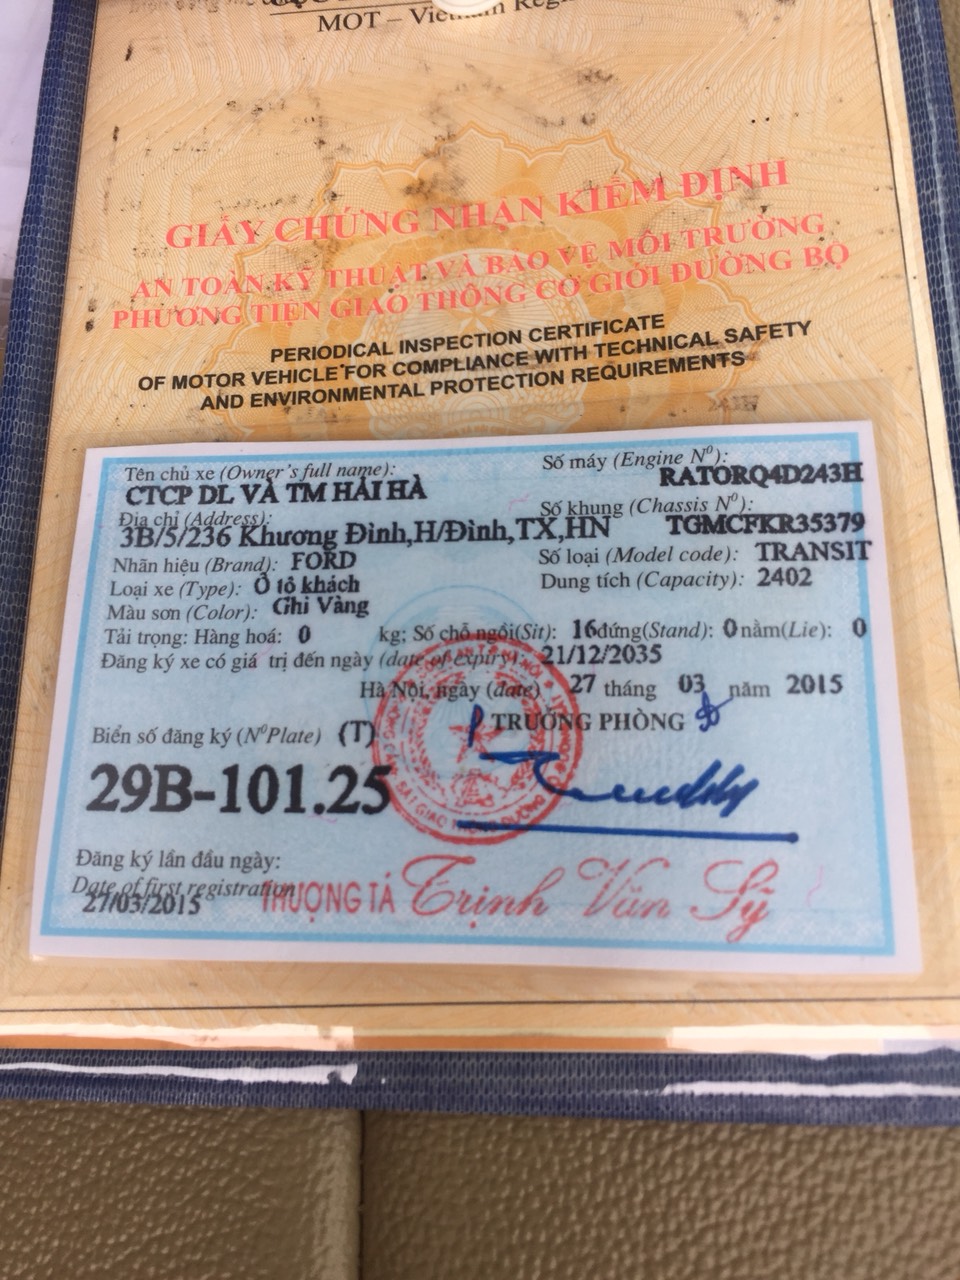 MOT – Vietnam Regi
GIẤY CHỨNG NHẬN KIỂM ĐỊNH
AN TOÀN KỸ THUẬT VÀ BẢO VỆ MÔI TRƯỜNG
PHƯƠNG TIỆN GIAO THÔNG CƠ GIỚI ĐƯỜNG BỘ
PERIODICAL INSPECTION CERTIFICATE
OF MOTOR VEHICLE FOR COMPLIANCE WITH TECHNICAL SAFETY
AND ENVIRONMENTAL PROTECTION REQUIREMENTS
Tên chủ xe (Owner's full name): Số máy (Engine Nº):
CTCP DL VÀ TM HẢI HÀ RATORQ4D243H
Địa chỉ (Address): Số khung (Chassis Nº):
3B/5/236 Khương Đình,H/Đình,TX,HN TGMCFKR35379
Nhãn hiệu (Brand): FORD Số loại (Model code): TRANSIT
Loại xe (Type): Ô tô khách Dung tích (Capacity): 2402
Màu sơn (Color): Ghi Vàng
Tải trọng: Hàng hoá: 0 kg; Số chỗ ngồi(Sit): 16đứng(Stand): 0nằm(Lie): 0
Đăng ký xe có giá trị đến ngày (date of expiry): 21/12/2035
Hà Nội, ngày (date) 27 tháng 03 năm 2015
Biển số đăng ký (NºPlate) (T) TRƯỞNG PHÒNG
29B-101.25
Đăng ký lần đầu ngày:
Date of first registration
27/03/2015 THƯỢNG TÁ Trịnh Văn Sỹ